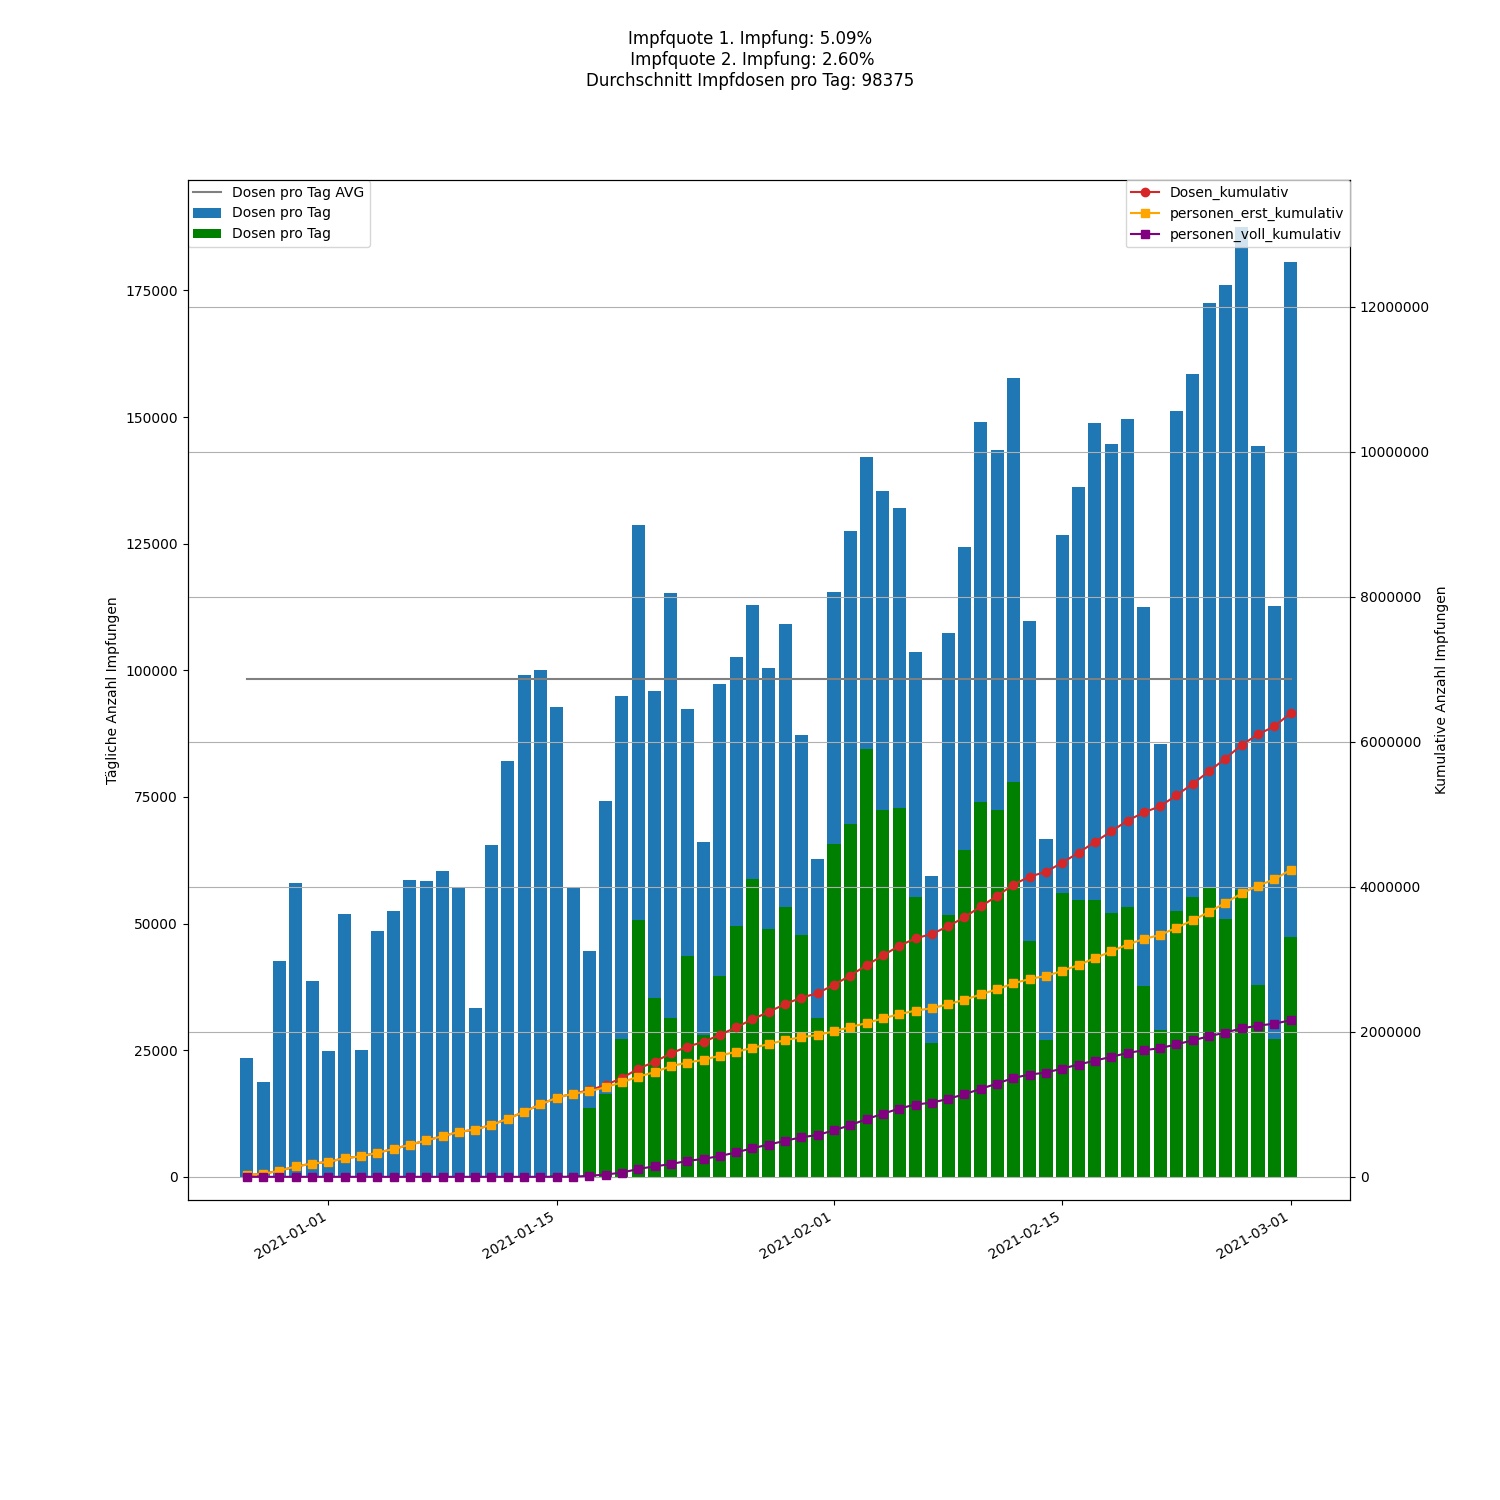 Impfquote 1. Impfung: 5.09%
Impfquote 2. Impfung: 2.60%
Durchschnitt Impfdosen pro Tag: 98375
Dosen pro Tag AVG
Dosen pro Tag
Dosen pro Tag
Dosen_kumulativ
personen_erst_kumulativ
personen_voll_kumulativ
Tägliche Anzahl Impfungen
175000
150000
125000
100000
75000
50000
25000
0
12000000
10000000
8000000
6000000
4000000
2000000
0
Kumulative Anzahl Impfungen
2021-01-01
2021-01-15
2021-02-01
2021-02-15
2021-03-01